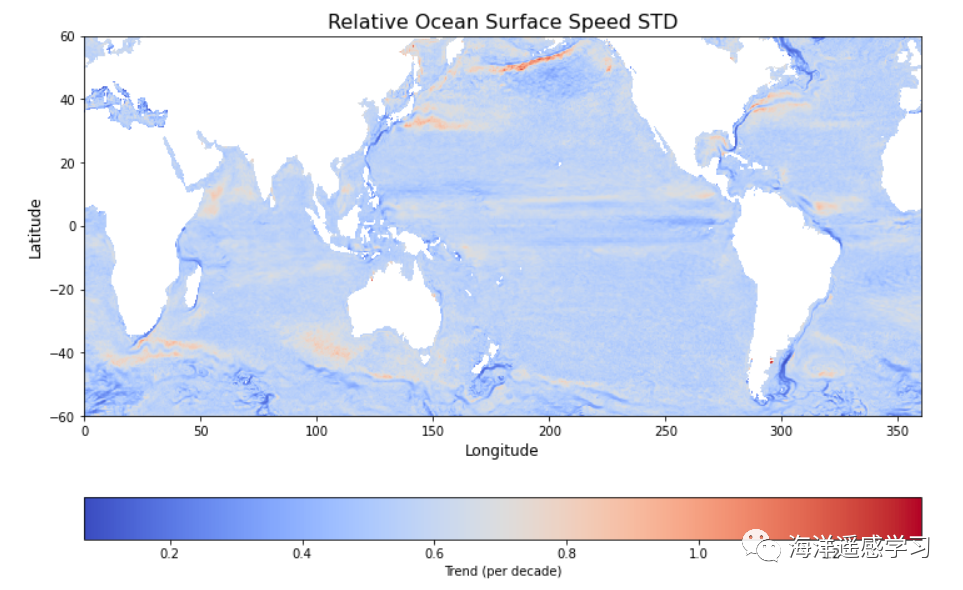 Relative Ocean Surface Speed STD
60
40
20
0
−20
−40
−60
Latitude
0 50 100 150 200 250 300 350
Longitude
0.2 0.4 0.6 0.8 1.0
Trend (per decade)
海洋遥感学习